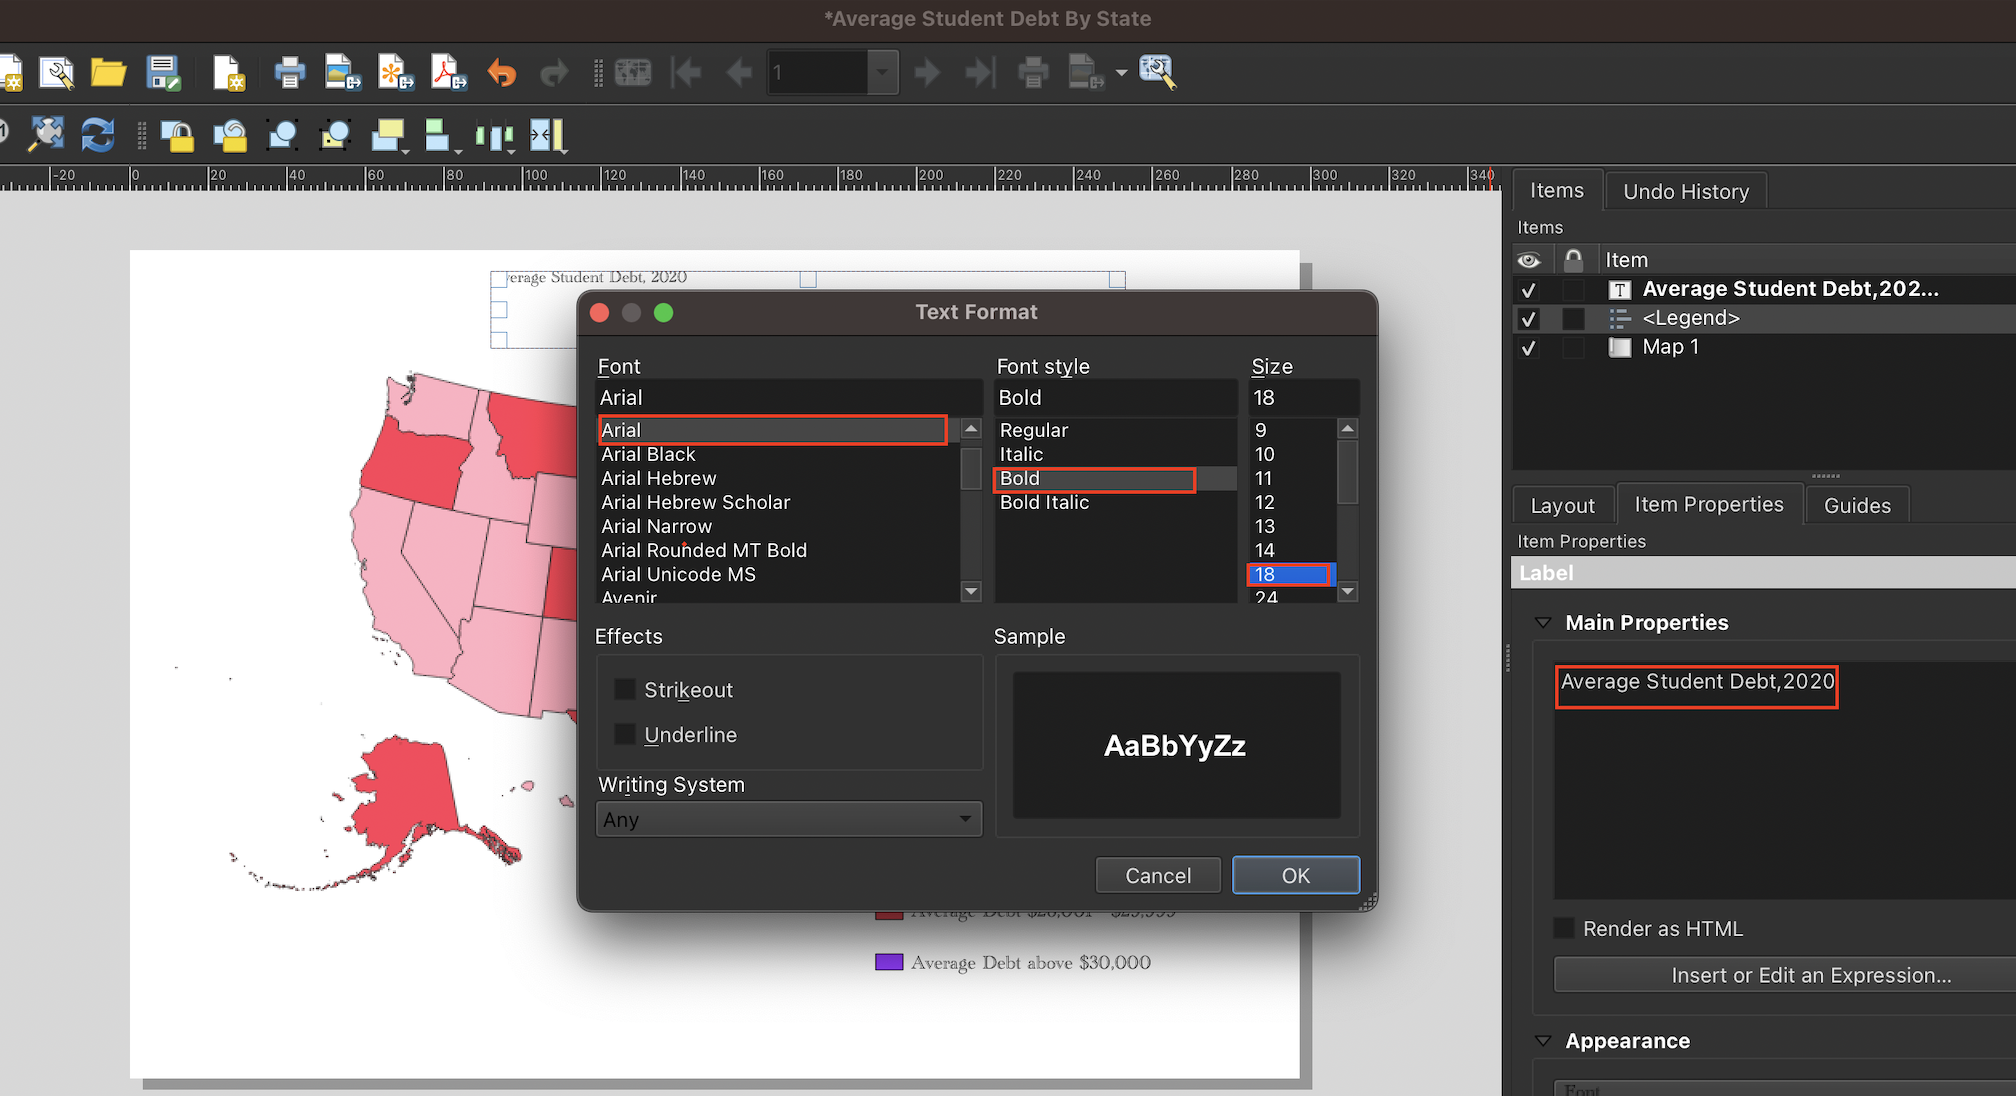 *Average Student Debt By State
1
-20 0 20 40 60 80 100 120 140 160 180 200 220 240 260 280 300 320 340
Items Undo History
Items
Item
Average Student Debt,202...
<Legend>
Map 1
verage Student Debt, 2020
Text Format
Font Font style Size
Arial Bold 18
Arial
Arial Black
Arial Hebrew
Arial Hebrew Scholar
Arial Narrow
Arial Rounded MT Bold
Arial Unicode MS
Avenir
Regular
Italic
Bold
Bold Italic
9
10
11
12
13
14
18
24
Effects
Strikeout
Underline
Writing System
Any
Sample
AaBbYyZz
Cancel OK
Average Debt $28,001 - $29,999
Average Debt above $30,000
Layout Item Properties Guides
Item Properties
Label
Main Properties
Average Student Debt,2020
Render as HTML
Insert or Edit an Expression...
Appearance
Font